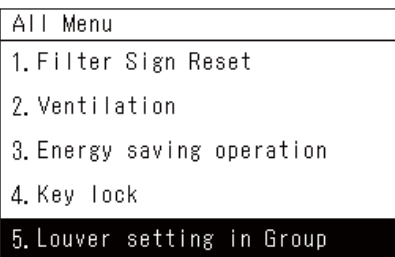 All Menu
1. Filter Sign Reset
2. Ventilation
3. Energy saving operation
4. Key lock
5. Louver setting in Group